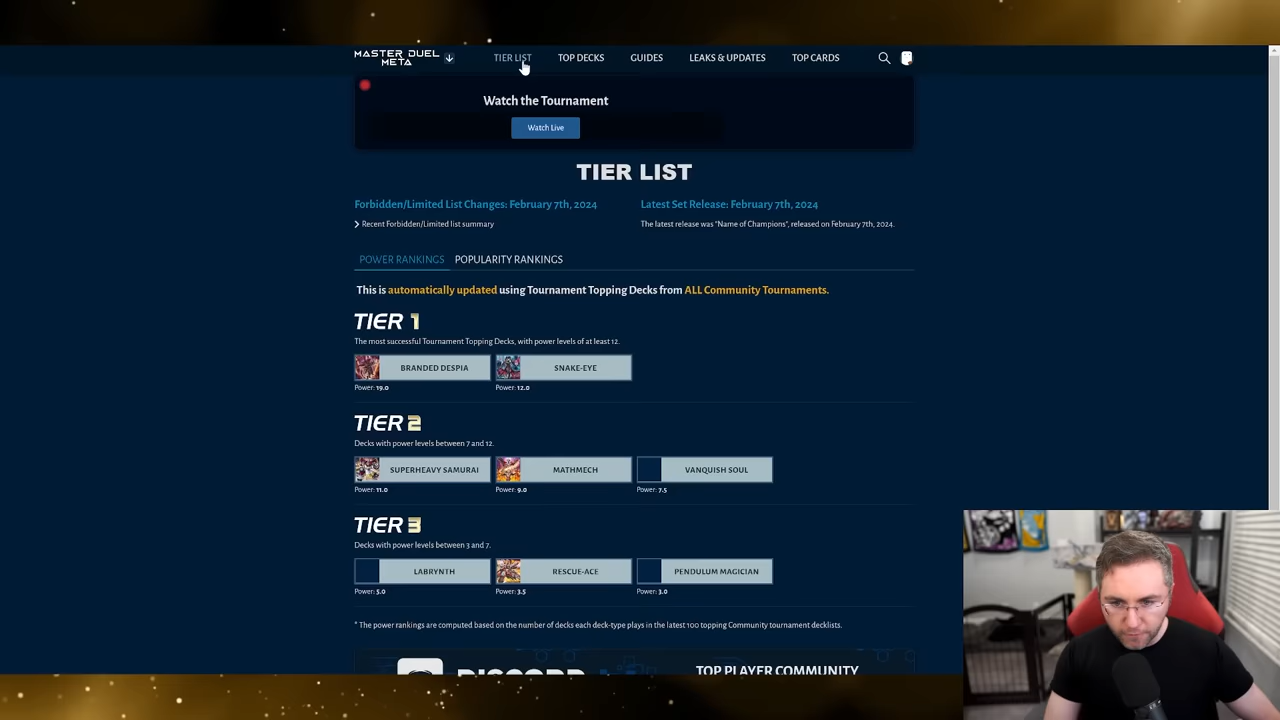 MASTER DUEL
META
TIER LIST
TOP DECKS
GUIDES
LEAKS & UPDATES
TOP CARDS
Watch the Tournament
Watch Live
TIER LIST
Forbidden/Limited List Changes: February 7th, 2024
Recent Forbidden/Limited list summary
Latest Set Release: February 7th, 2024
The latest release was "Name of Champions", released on February 7th, 2024.
POWER RANKINGS
POPULARITY RANKINGS
This is automatically updated using Tournament Topping Decks from ALL Community Tournaments.
TIER 1
The most successful Tournament Topping Decks, with power levels of at least 12.
BRANDED DESPIA
SNAKE-EYE
Power: 19.0
Power: 12.0
TIER 2
Decks with power levels between 7 and 12.
SUPERHEAVY SAMURAI
MATHMECH
VANQUISH SOUL
Power: 11.0
Power: 9.0
Power: 7.5
TIER 3
Decks with power levels between 3 and 7.
LABRYNTH
RESCUE-ACE
PENDULUM MAGICIAN
Power: 5.0
Power: 3.5
Power: 3.0
* The power rankings are computed based on the number of decks each deck-type plays in the latest 100 topping Community tournament decklists.
DISCORD
TOP PLAYER COMMUNITY